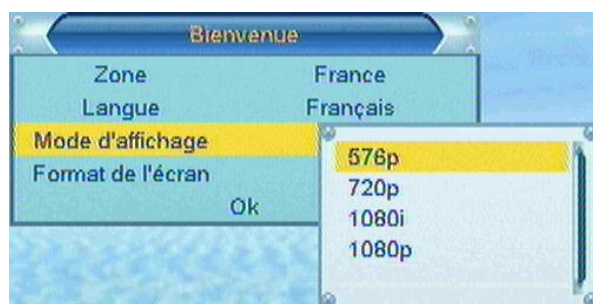 Bienvenue
Zone France
Langue Français
Mode d'affichage
Format de l'écran
Ok
576p
720p
1080i
1080p